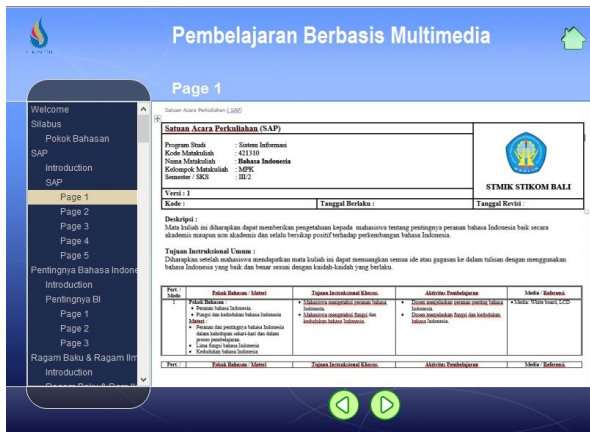 Pembelajaran Berbasis Multimedia
Page 1
Welcome
Silabus
Pokok Bahasan
SAP
Introduction
SAP
Page 1
Page 2
Page 3
Page 4
Page 5
Pentingnya Bahasa Indone
Introduction
Pentingnya BI
Page 1
Page 2
Page 3
Ragam Baku & Ragam Ilm
Introduction
Satuan Acara Perkuliahan ( SAP)
Satuan Acara Perkuliahan (SAP)
Program Studi : Sistem Informasi
Kode Matakuliah : 421310
Nama Matakuliah : Bahasa Indonesia
Kelompok Matakuliah : MPK
Semester / SKS : III/2
STMIK STIKOM BALI
Versi : 1
Kode : Tanggal Berlaku : Tanggal Revisi :
Deskripsi :
Mata kuliah ini diharapkan dapat memberikan pengetahuan kepada mahasiswa tentang pentingnya peranan bahasa Indonesia baik secara
akademis maupun non akademis dan selalu bersikap positif terhadap perkembangan bahasa Indonesia.
Tujuan Instruksional Umum :
Diharapkan setelah mahasiswa mendapatkan mata kuliah ini dapat menuangkan semua ide atau gagasan ke dalam tulisan dengan menggunakan
bahasa Indonesia yang baik dan benar sesuai dengan kaidah-kaidah yang berlaku.
Pert. / Pokok Bahasan / Materi Tujuan Instruksional Khusus. Aktivitas Pembelajaran Media / Referensi
1 Pokok Bahasan :
• Peranan bahasa Indonesia
• Fungsi dan kedudukan bahasa Indonesia
Materi :
• Peranan dan pentingnya bahasa Indonesia
dalam kehidupan sehari-hari dan dalam
proses pembelajaran.
• Lima fungsi bahasa Indonesia
• Kedudukan bahasa Indonesia
• Mahasiswa mengetahui peranan bahasa
Indonesia.
• Mahasiswa mengetahui fungsi dan
kedudukan bahasa Indonesia.
• Dosen menjelaskan peranan penting bahasa
Indonesia.
• Dosen menjelaskan fungsi dan kedudukan
bahasa Indonesia.
• Media: White board, LCD
Pert. / Pokok Bahasan / Materi Tujuan Instruksional Khusus. Aktivitas Pembelajaran Media / Referensi